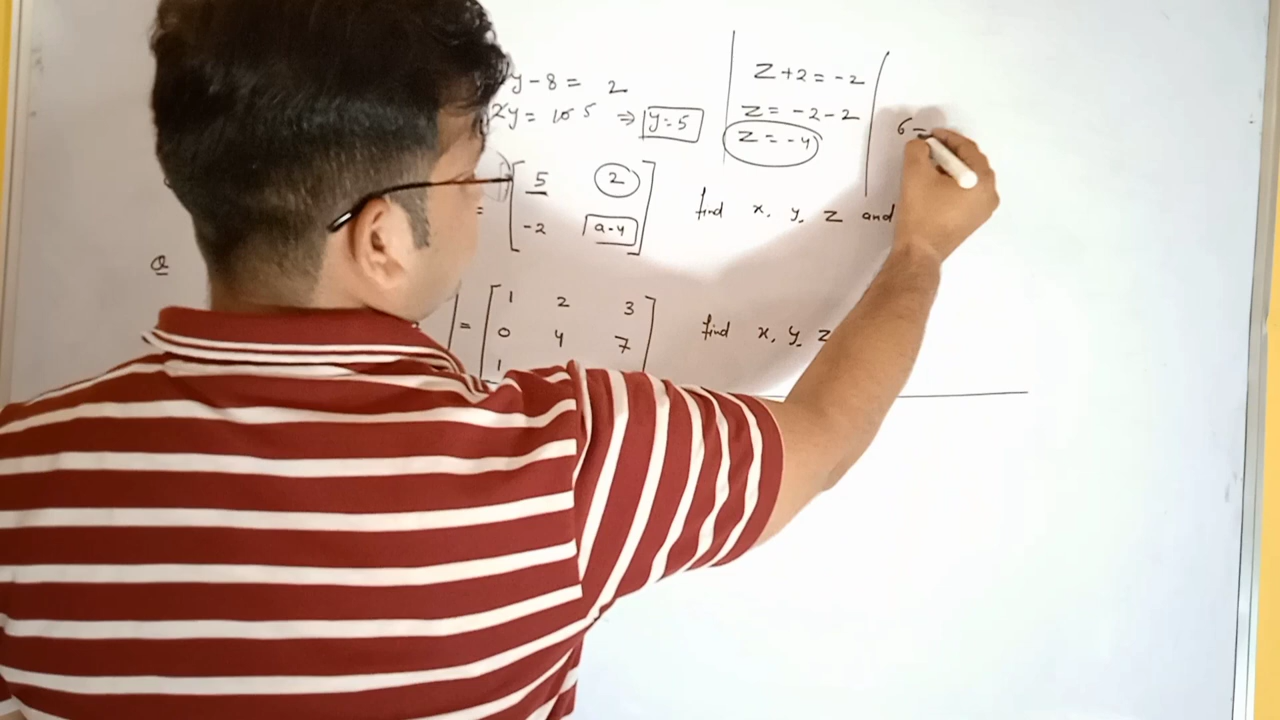 y - 8 = 2
2y = 10 5 ⇒ y = 5
z + 2 = -2
z = -2 - 2
z = -4
6 =
= [ 5 2
-2 a-4 ] find x, y, z and
Q
= [ 1 2 3
0 4 7
1
find x, y, z